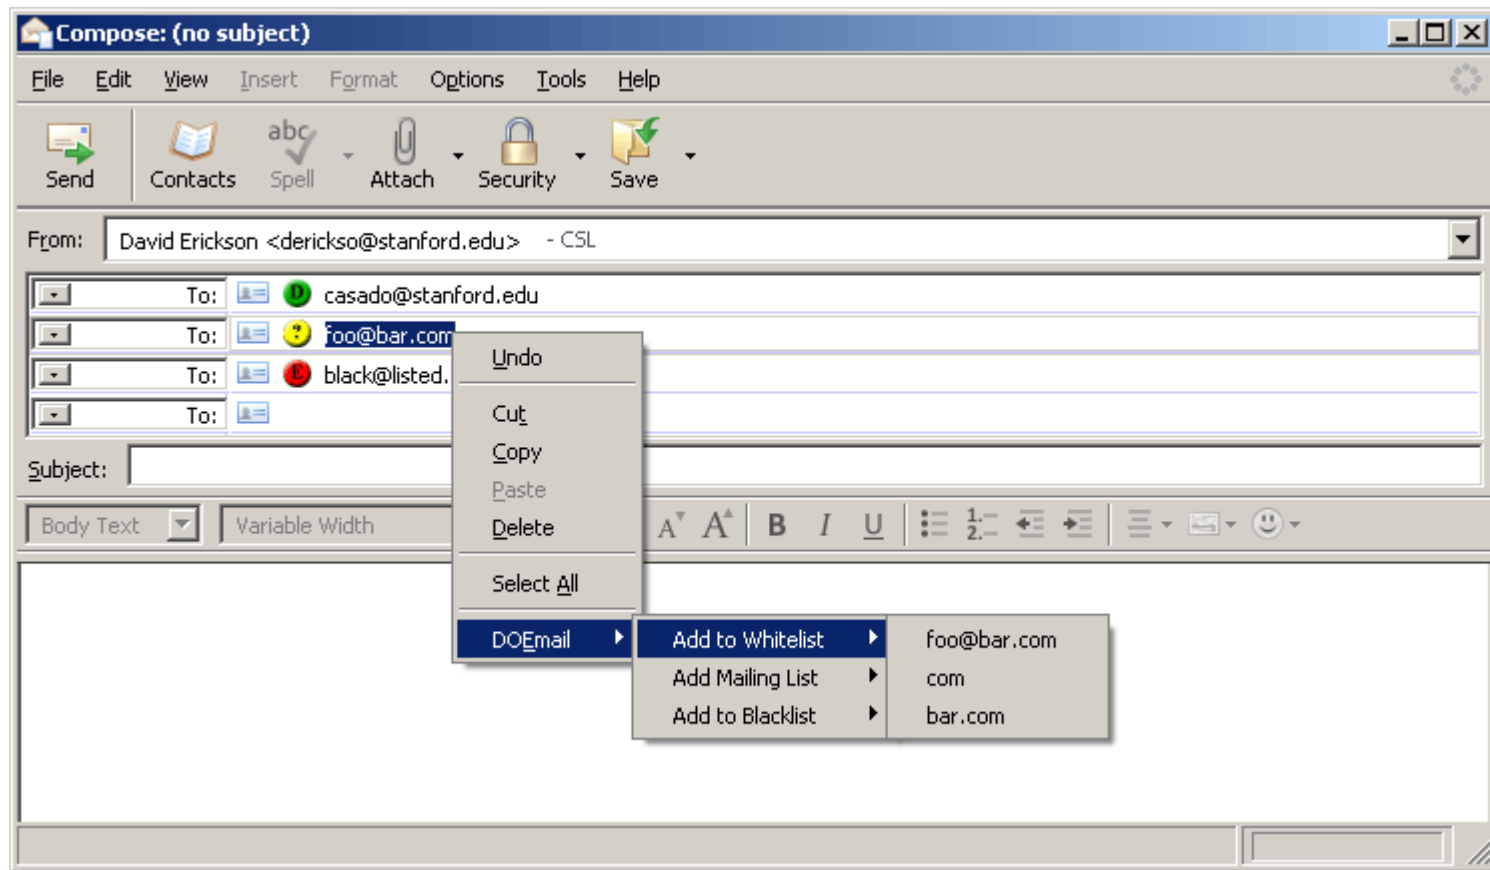 Compose: (no subject)
File Edit View Insert Format Options Tools Help
abc
Send Contacts Spell Attach Security Save
From: David Erickson <derickso@stanford.edu> - CSL
To: D casado@stanford.edu
To: ? foo@bar.com
To: E black@listed.
To:
Subject:
Body Text Variable Width A A B I U 1. 2.
Undo
Cut
Copy
Paste
Delete
Select All
DOEmail
Add to Whitelist
Add Mailing List
Add to Blacklist
foo@bar.com
com
bar.com